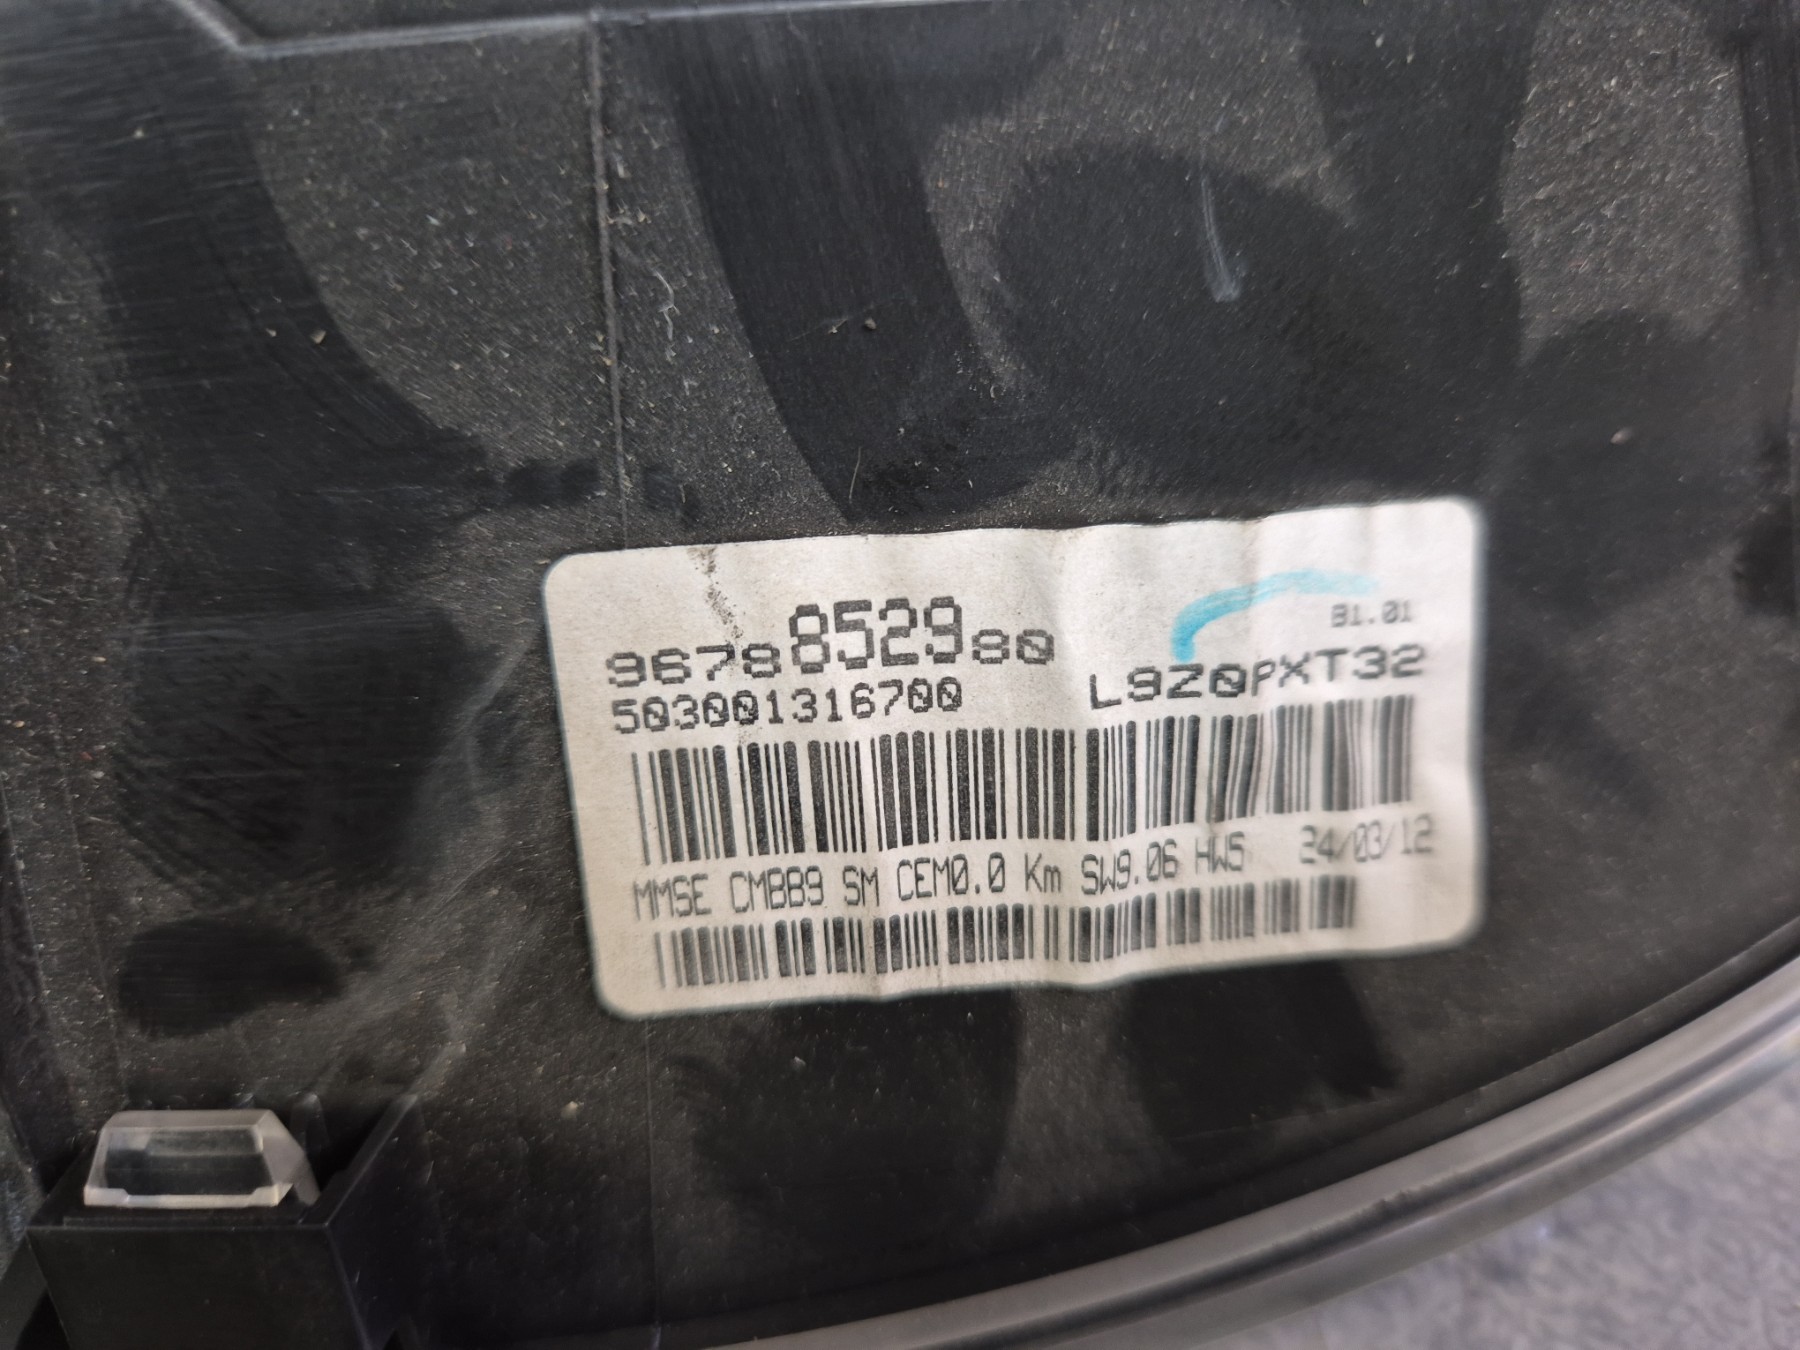 B1.01
9678852980 L9Z0PXT32
503001316700
MMSE CMBB9 SM CEM0.0 Km SW9.06 HW5 24/03/12